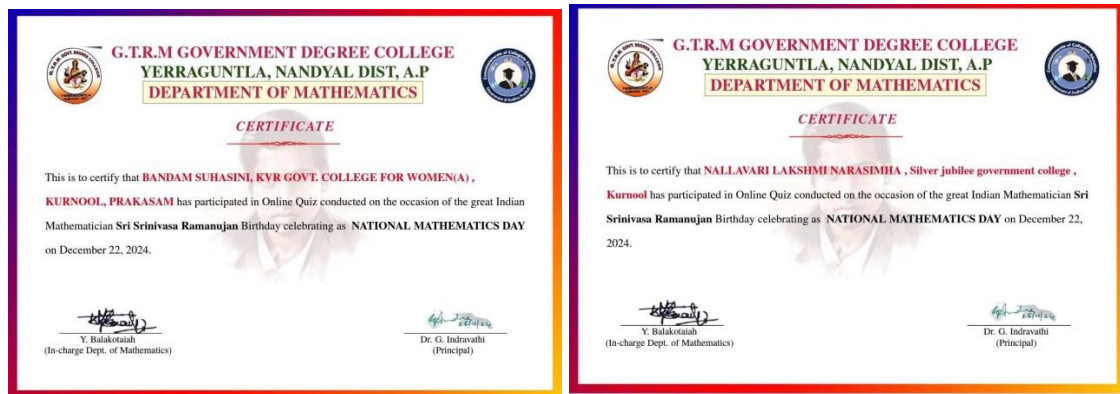 G.T.R.M GOVERNMENT DEGREE COLLEGE
YERRAGUNTLA, NANDYAL DIST, A.P
DEPARTMENT OF MATHEMATICS
CERTIFICATE
This is to certify that BANDAM SUHASINI, KVR GOVT. COLLEGE FOR WOMEN(A) ,
KURNOOL, PRAKASAM has participated in Online Quiz conducted on the occasion of the great Indian
Mathematician Sri Srinivasa Ramanujan Birthday celebrating as NATIONAL MATHEMATICS DAY
on December 22, 2024.
Y. Balakotaiah
(In-charge Dept. of Mathematics)
Dr. G. Indravathi
(Principal)
G.T.R.M GOVERNMENT DEGREE COLLEGE
YERRAGUNTLA, NANDYAL DIST, A.P
DEPARTMENT OF MATHEMATICS
CERTIFICATE
This is to certify that NALLAVARI LAKSHMI NARASIMHA , Silver jubilee government college ,
Kurnool has participated in Online Quiz conducted on the occasion of the great Indian Mathematician Sri
Srinivasa Ramanujan Birthday celebrating as NATIONAL MATHEMATICS DAY on December 22,
2024.
Y. Balakotaiah
(In-charge Dept. of Mathematics)
Dr. G. Indravathi
(Principal)